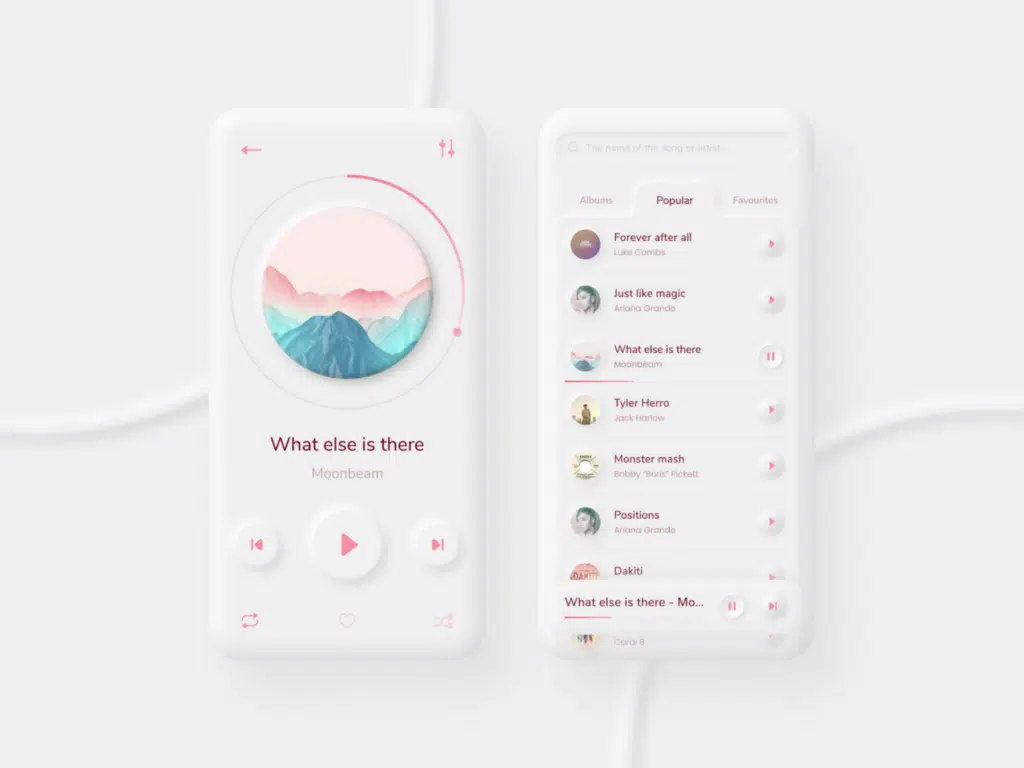 What else is there
Moonbeam
The name of the song or artist...
Albums
Popular
Favourites
Forever after all
Luke Combs
Just like magic
Ariana Grande
What else is there
Moonbeam
Tyler Herro
Jack Harlow
Monster mash
Bobby "Boris" Pickett
Positions
Ariana Grande
DAKITI
Dakiti
What else is there - Mo...
Cardi B